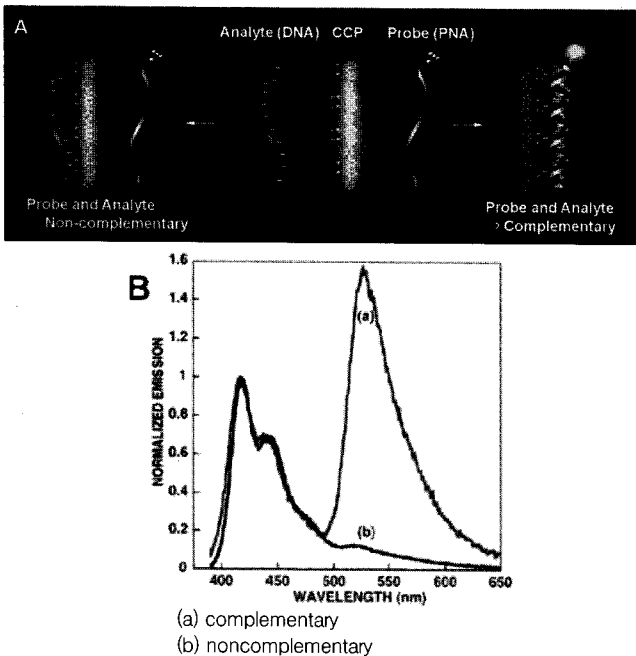 A
Analyte (DNA) CCP Probe (PNA)
Probe and Analyte
Non-complementary
Probe and Analyte
Complementary
B
NORMALIZED EMISSION
1.6
1.4
1.2
1
0.8
0.6
0.4
0.2
0
(a)
(b)
400 450 500 550 600 650
WAVELENGTH (nm)
(a) complementary
(b) noncomplementary